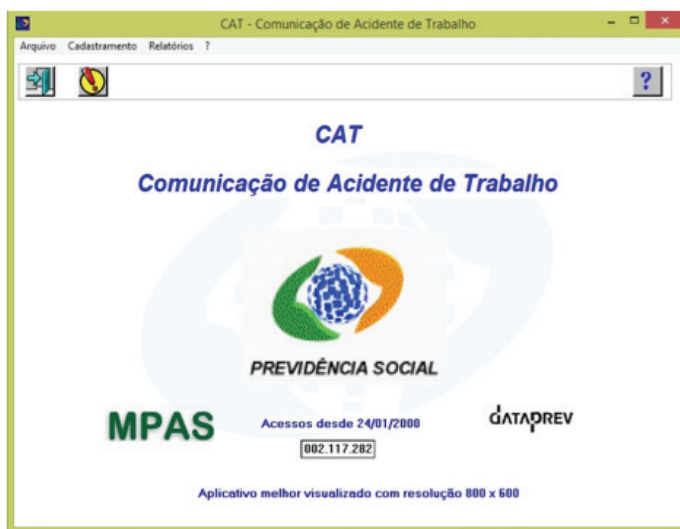 CAT - Comunicação de Acidente de Trabalho
Arquivo Cadastramento Relatórios ?
?
CAT
Comunicação de Acidente de Trabalho
PREVIDÊNCIA SOCIAL
MPAS
Acessos desde 24/01/2000
002.117.282
DATAPREV
Aplicativo melhor visualizado com resolução 800 x 600